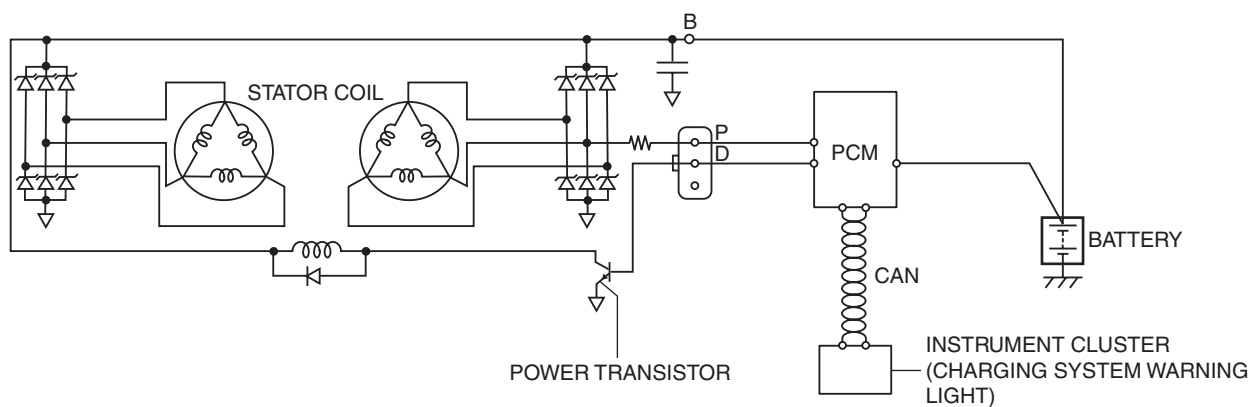 B
STATOR COIL
P
D
PCM
BATTERY
CAN
POWER TRANSISTOR
INSTRUMENT CLUSTER
(CHARGING SYSTEM WARNING
LIGHT)